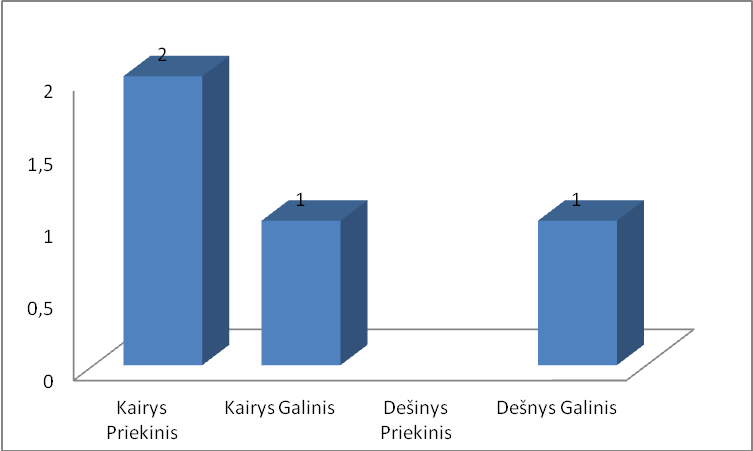 2
2
1,5
1
0,5
0
1
1
Kairys
Priekinis
Kairys Galinis
Dešinys
Priekinis
Dešnys Galinis